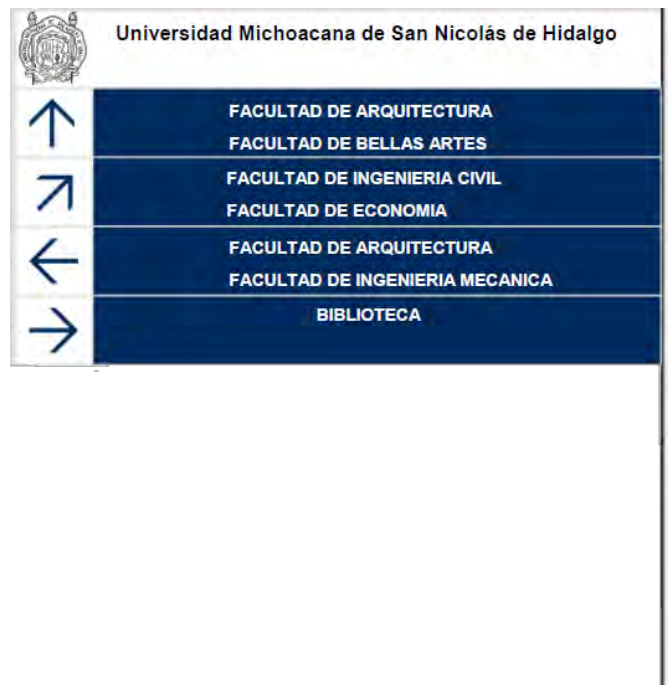 Universidad Michoacana de San Nicolás de Hidalgo
FACULTAD DE ARQUITECTURA
FACULTAD DE BELLAS ARTES
FACULTAD DE INGENIERIA CIVIL
FACULTAD DE ECONOMIA
FACULTAD DE ARQUITECTURA
FACULTAD DE INGENIERIA MECANICA
BIBLIOTECA